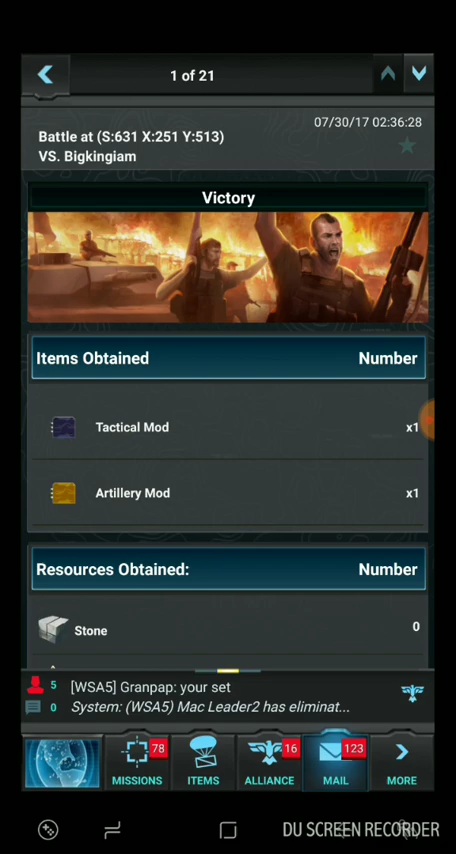 1 of 21
07/30/17 02:36:28
Battle at (S:631 X:251 Y:513)
VS. Bigkingiam
Victory
Items Obtained Number
Tactical Mod x1
Artillery Mod x1
Resources Obtained: Number
Stone 0
5 [WSA5] Granpap: your set
0 System: (WSA5) Mac Leader2 has eliminat...
78 16 123
MISSIONS ITEMS ALLIANCE MAIL MORE
DU SCREEN RECORDER